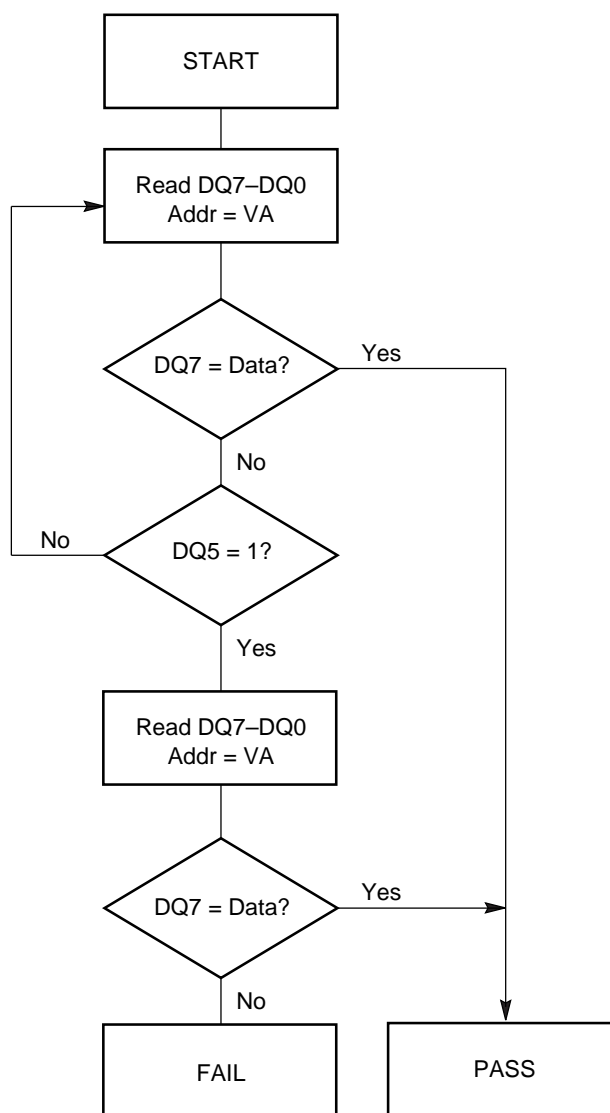 START
Read DQ7–DQ0
Addr = VA
DQ7 = Data?
Yes
No
No
DQ5 = 1?
Yes
Read DQ7–DQ0
Addr = VA
DQ7 = Data?
Yes
No
FAIL
PASS